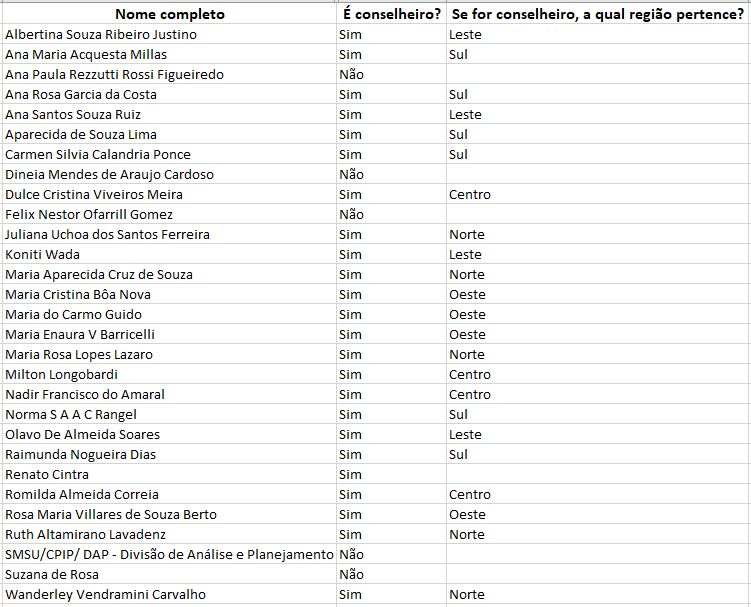 Nome completo É conselheiro? Se for conselheiro, a qual região pertence?
Albertina Souza Ribeiro Justino Sim Leste
Ana Maria Acquesta Millas Sim Sul
Ana Paula Rezzutti Rossi Figueiredo Não
Ana Rosa Garcia da Costa Sim Sul
Ana Santos Souza Ruiz Sim Leste
Aparecida de Souza Lima Sim Sul
Carmen Silvia Calandria Ponce Sim Sul
Dineia Mendes de Araujo Cardoso Não
Dulce Cristina Viveiros Meira Sim Centro
Felix Nestor Ofarrill Gomez Não
Juliana Uchoa dos Santos Ferreira Sim Norte
Koniti Wada Sim Leste
Maria Aparecida Cruz de Souza Sim Norte
Maria Cristina Bôa Nova Sim Oeste
Maria do Carmo Guido Sim Oeste
Maria Enaura V Barricelli Sim Oeste
Maria Rosa Lopes Lazaro Sim Norte
Milton Longobardi Sim Centro
Nadir Francisco do Amaral Sim Centro
Norma S A A C Rangel Sim Sul
Olavo De Almeida Soares Sim Leste
Raimunda Nogueira Dias Sim Sul
Renato Cintra Sim
Romilda Almeida Correia Sim Centro
Rosa Maria Villares de Souza Berto Sim Oeste
Ruth Altamirano Lavadenz Sim Norte
SMSU/CPIP/ DAP - Divisão de Análise e Planejamento Não
Suzana de Rosa Não
Wanderley Vendramini Carvalho Sim Norte